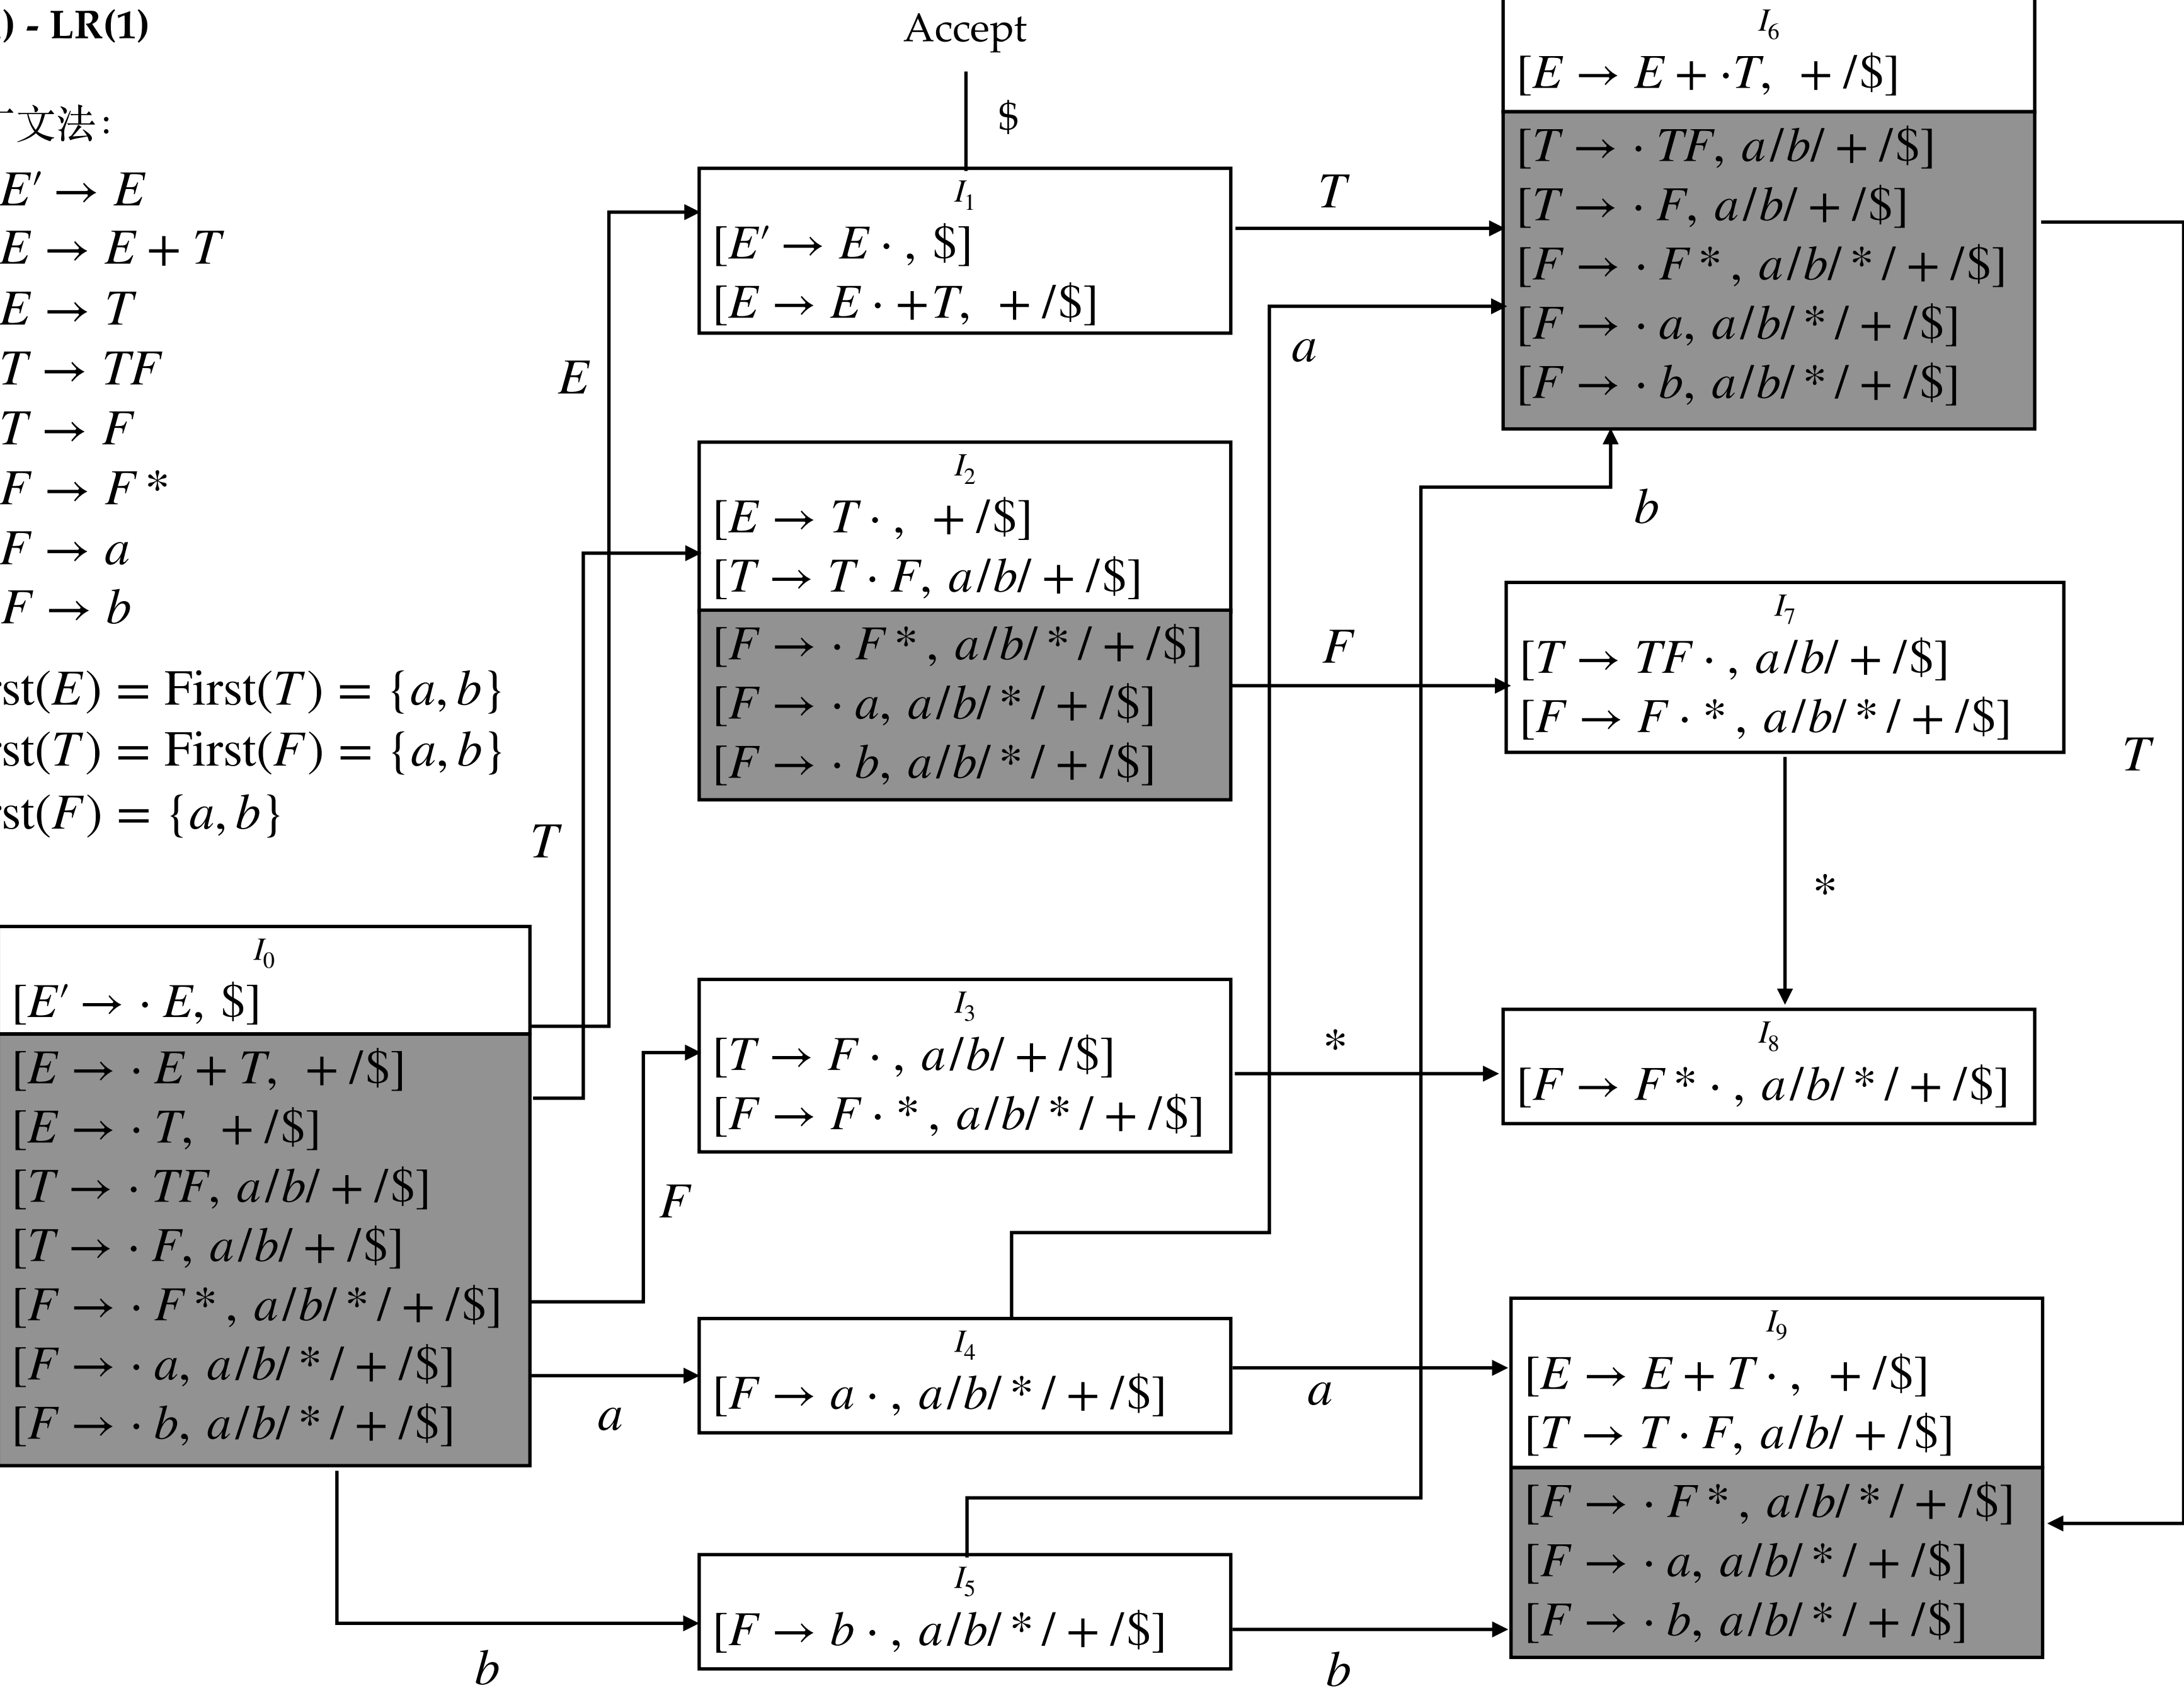 ) - LR(1)
文法：
E′ → E
E → E + T
E → T
T → TF
T → F
F → F *
F → a
F → b
rst(E) = First(T) = {a, b}
rst(T) = First(F) = {a, b}
rst(F) = {a, b}
I0
[E′ → · E, $]
[E → · E + T, + /$]
[E → · T, + /$]
[T → · TF, a/b/ + /$]
[T → · F, a/b/ + /$]
[F → · F * , a/b/ * / + /$]
[F → · a, a/b/ * / + /$]
[F → · b, a/b/ * / + /$]
E
T
F
a
b
Accept
$
I1
[E′ → E · , $]
[E → E · +T, + /$]
T
I2
[E → T · , + /$]
[T → T · F, a/b/ + /$]
[F → · F * , a/b/ * / + /$]
[F → · a, a/b/ * / + /$]
[F → · b, a/b/ * / + /$]
F
I3
[T → F · , a/b/ + /$]
[F → F · * , a/b/ * / + /$]
*
I4
[F → a · , a/b/ * / + /$]
a
a
I5
[F → b · , a/b/ * / + /$]
b
b
I6
[E → E + ·T, + /$]
[T → · TF, a/b/ + /$]
[T → · F, a/b/ + /$]
[F → · F * , a/b/ * / + /$]
[F → · a, a/b/ * / + /$]
[F → · b, a/b/ * / + /$]
T
I7
[T → TF · , a/b/ + /$]
[F → F · * , a/b/ * / + /$]
*
I8
[F → F * · , a/b/ * / + /$]
I9
[E → E + T · , + /$]
[T → T · F, a/b/ + /$]
[F → · F * , a/b/ * / + /$]
[F → · a, a/b/ * / + /$]
[F → · b, a/b/ * / + /$]